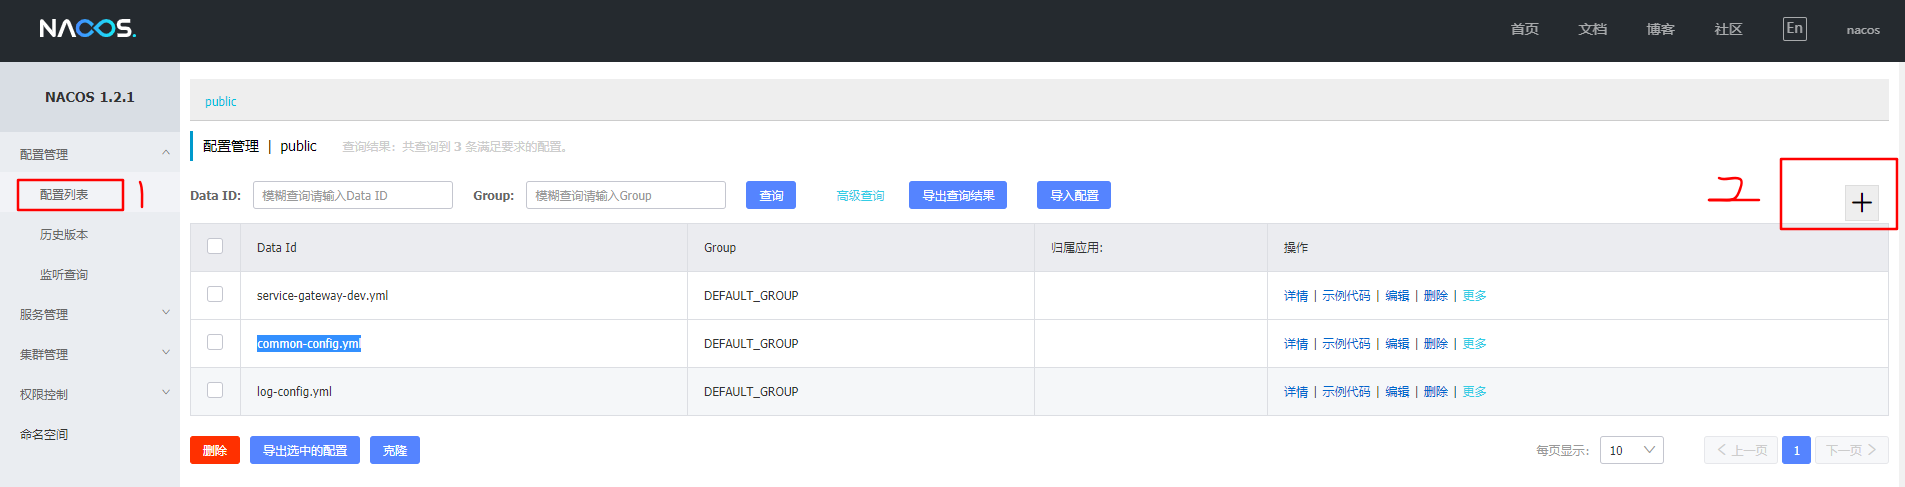 NACOS.
首页 文档 博客 社区 En nacos
NACOS 1.2.1
public
配置管理
配置管理 | public 查询结果：共查询到 3 条满足要求的配置。
配置列表 1
Data ID: 模糊查询请输入Data ID Group: 模糊查询请输入Group 查询 高级查询 导出查询结果 导入配置 2 +
历史版本
Data Id Group 归属应用: 操作
监听查询
service-gateway-dev.yml DEFAULT_GROUP 详情 | 示例代码 | 编辑 | 删除 | 更多
服务管理
common-config.yml DEFAULT_GROUP 详情 | 示例代码 | 编辑 | 删除 | 更多
集群管理
log-config.yml DEFAULT_GROUP 详情 | 示例代码 | 编辑 | 删除 | 更多
权限控制
命名空间
删除 导出选中的配置 克隆 每页显示： 10 上一页 1 下一页